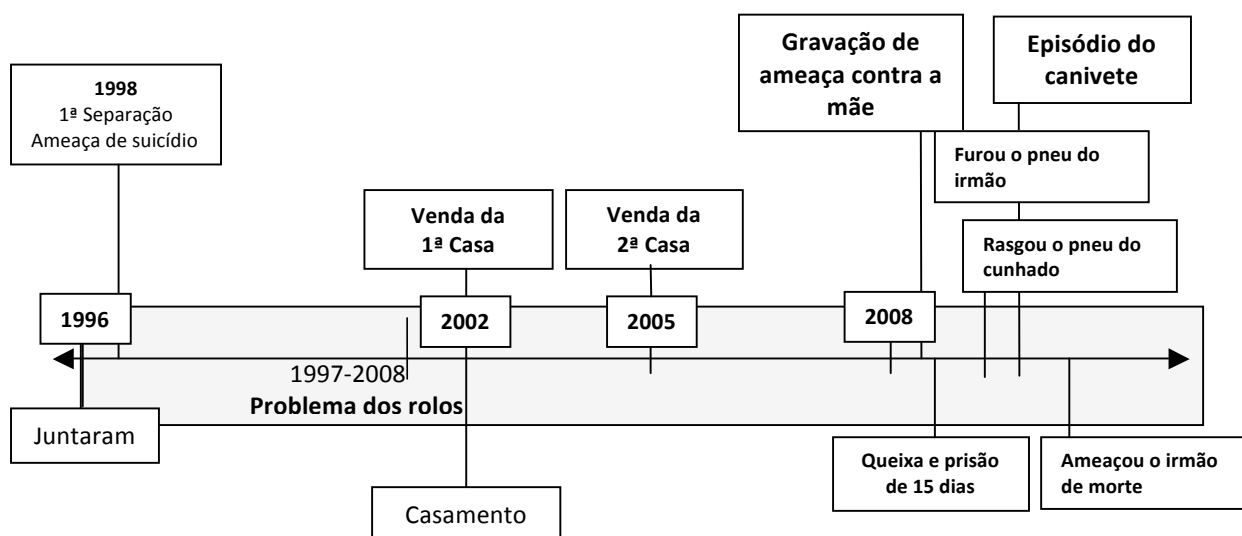 Gravação de
ameaça contra a
mãe
Episódio do
canivete
1998
1ª Separação
Ameaça de suicídio
Furou o pneu do
irmão
Venda da
1ª Casa
Venda da
2ª Casa
Rasgou o pneu do
cunhado
1996
2002
2005
2008
1997-2008
Problema dos rolos
Juntaram
Queixa e prisão
de 15 dias
Ameaçou o irmão
de morte
Casamento